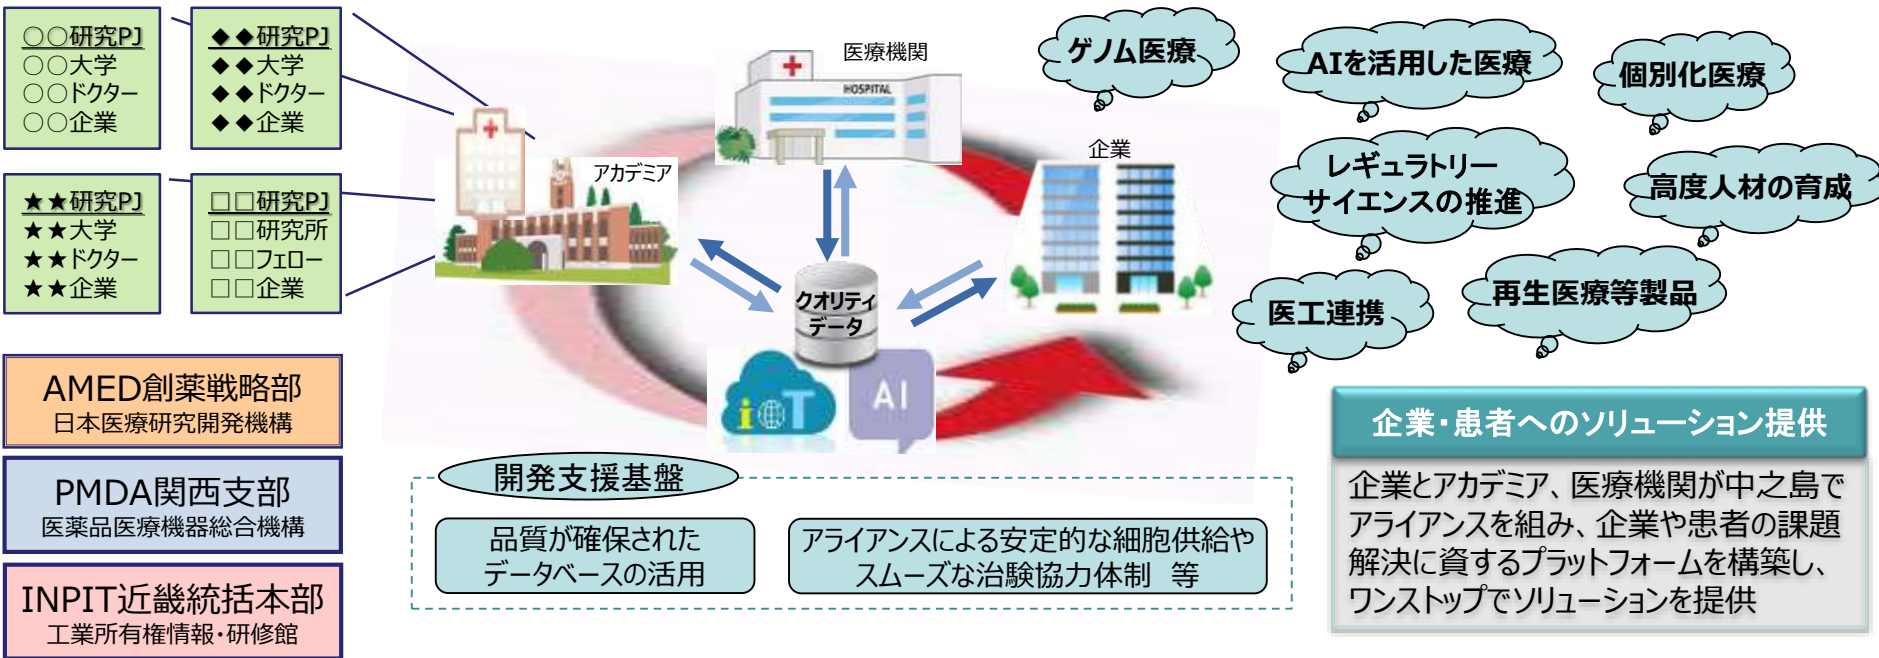 ○○研究PJ
○○大学
○○ドクター
○○企業
◆◆研究PJ
◆◆大学
◆◆ドクター
◆◆企業
★★研究PJ
★★大学
★★ドクター
★★企業
□□研究PJ
□□研究所
□□フェロー
□□企業
AMED創薬戦略部
日本医療研究開発機構
PMDA関西支部
医薬品医療機器総合機構
INPIT近畿統括本部
工業所有権情報・研修館
医療機関
HOSPITAL
アカデミア
企業
クオリティ
データ
ioT
AI
開発支援基盤
品質が確保された
データベースの活用
アライアンスによる安定的な細胞供給や
スムーズな治験協力体制 等
ゲノム医療
AIを活用した医療
個別化医療
レギュラトリー
サイエンスの推進
高度人材の育成
医工連携
再生医療等製品
企業・患者へのソリューション提供
企業とアカデミア、医療機関が中之島で
アライアンスを組み、企業や患者の課題
解決に資するプラットフォームを構築し、
ワンストップでソリューションを提供